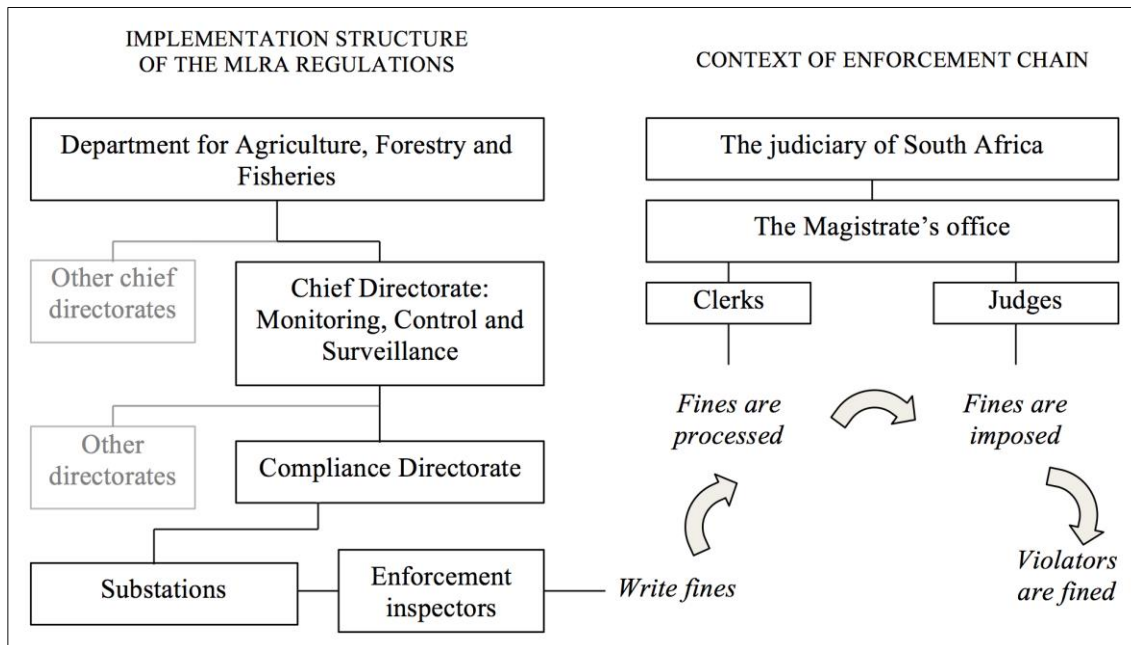 IMPLEMENTATION STRUCTURE
OF THE MLRA REGULATIONS
Department for Agriculture, Forestry and
Fisheries
Other chief
directorates
Chief Directorate:
Monitoring, Control and
Surveillance
Other
directorates
Compliance Directorate
Substations
Enforcement
inspectors
Write fines
CONTEXT OF ENFORCEMENT CHAIN
The judiciary of South Africa
The Magistrate’s office
Clerks
Judges
Fines are
processed
Fines are
imposed
Violators
are fined